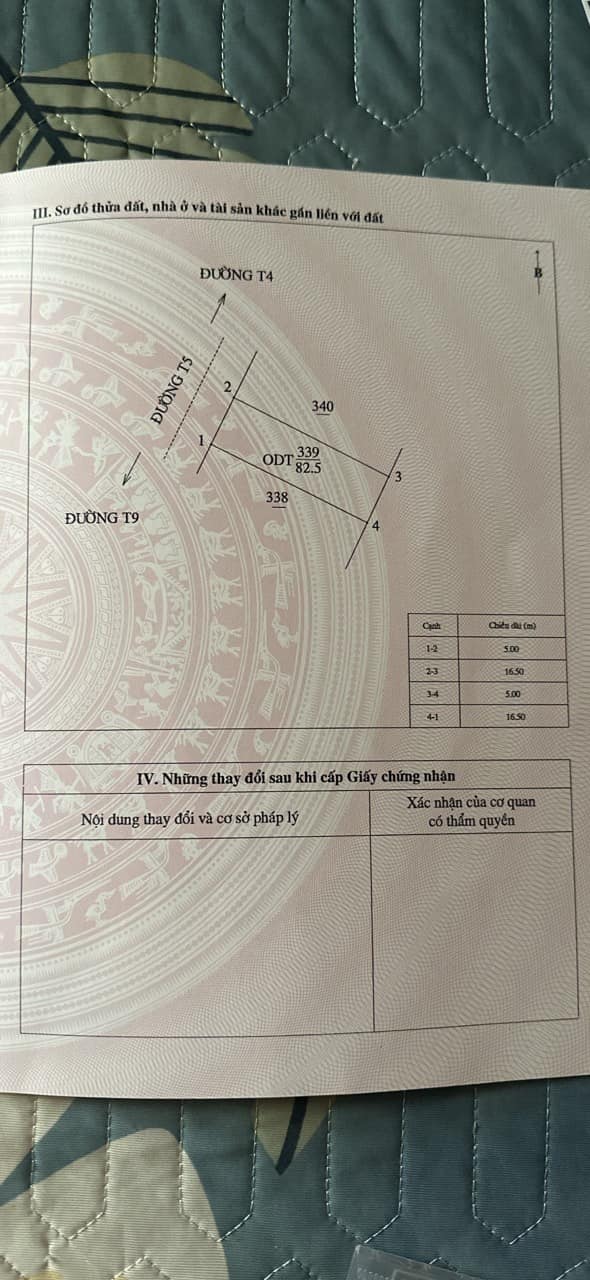 III. Sơ đồ thửa đất, nhà ở và tài sản khác gắn liền với đất
B
ĐƯỜNG T4
ĐƯỜNG T5
2
340
1
ODT 339
82.5
3
338
4
ĐƯỜNG T9
Cạnh Chiều dài (m)
1-2 5.00
2-3 16.50
3-4 5.00
4-1 16.50
IV. Những thay đổi sau khi cấp Giấy chứng nhận
Nội dung thay đổi và cơ sở pháp lý
Xác nhận của cơ quan
có thẩm quyền